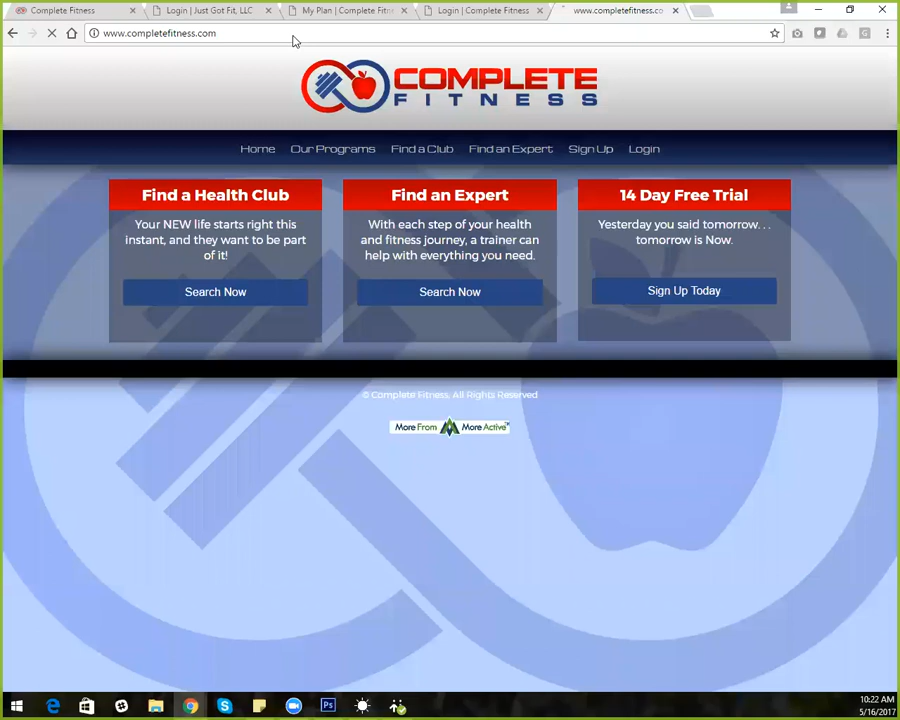 Complete Fitness
Login | Just Got Fit, LLC
My Plan | Complete Fitn
Login | Complete Fitness
www.completefitness.co
www.completefitness.com
COMPLETE
FITNESS
Home
Our Programs
Find a Club
Find an Expert
Sign Up
Login
Find a Health Club
Your NEW life starts right this
instant, and they want to be part
of it!
Search Now
Find an Expert
With each step of your health
and fitness journey, a trainer can
help with everything you need.
Search Now
14 Day Free Trial
Yesterday you said tomorrow...
tomorrow is Now.
Sign Up Today
© Complete Fitness, All Rights Reserved
More From More Active™
Ps
10:22 AM
5/16/2017